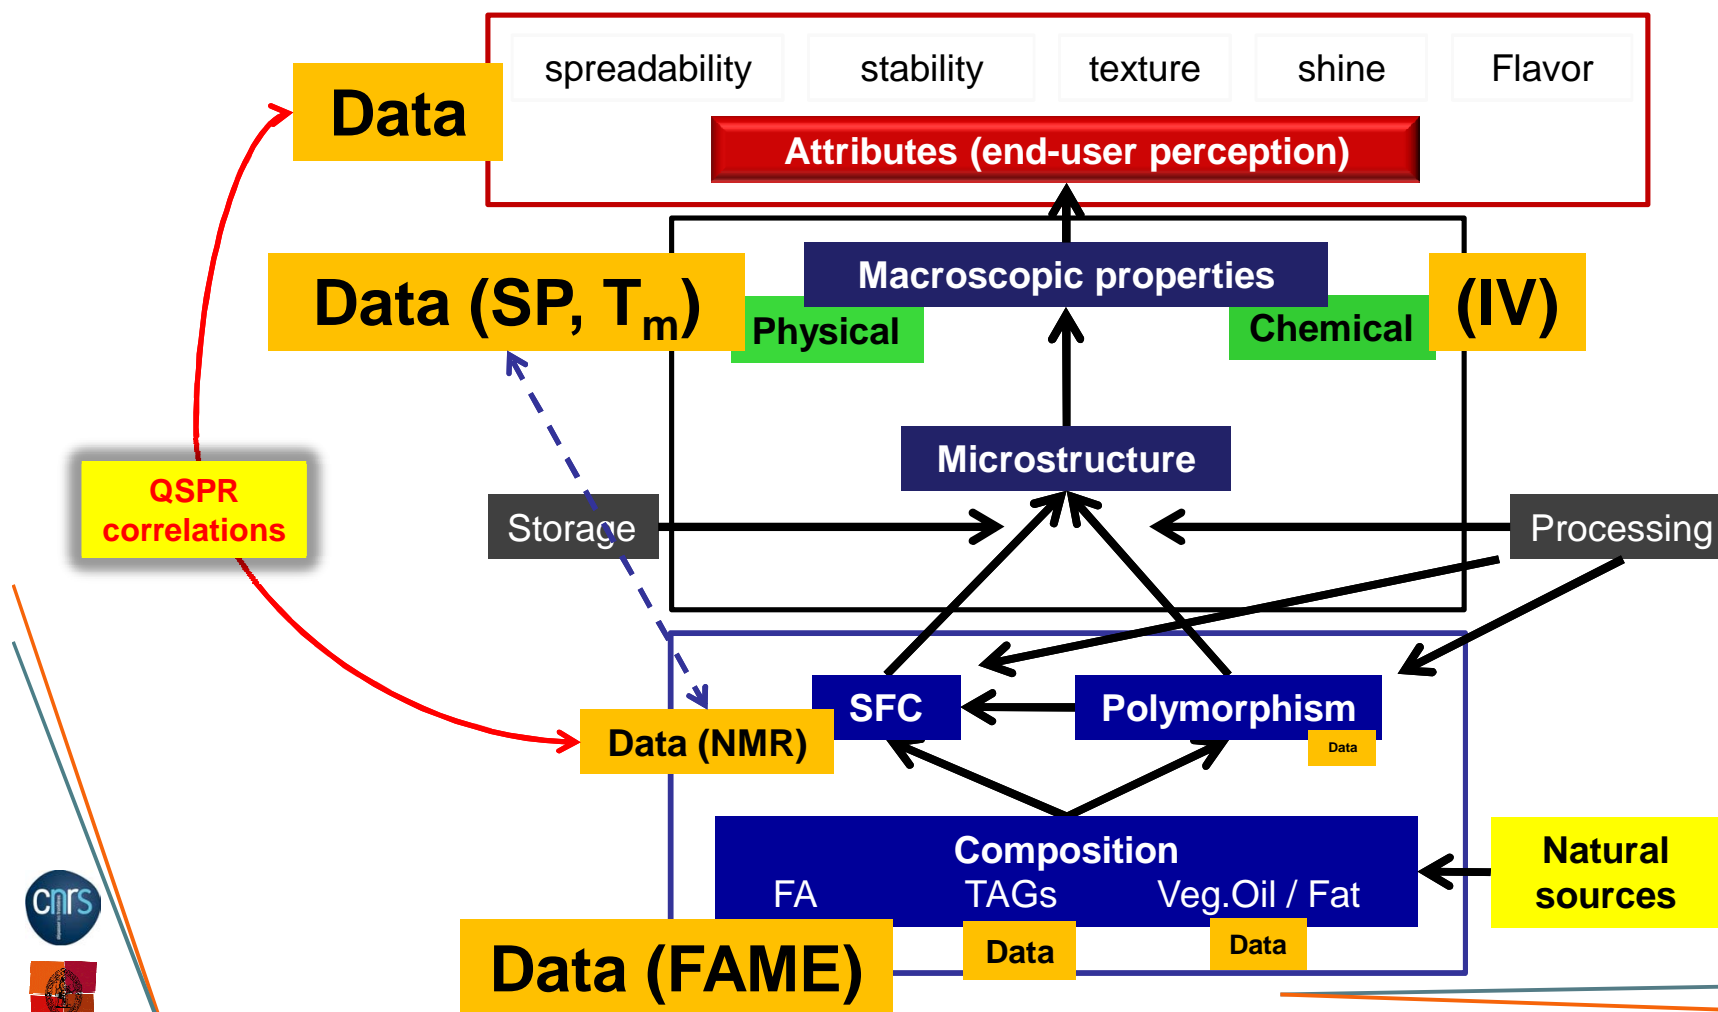 spreadability
stability
texture
shine
Flavor
Data
Attributes (end-user perception)
Macroscopic properties
Data (SP, Tm)
Physical
Chemical
(IV)
Microstructure
QSPR
correlations
Storage
Processing
SFC
Polymorphism
Data (NMR)
Data
Composition
FA
TAGs
Veg.Oil / Fat
Natural
sources
Data (FAME)
Data
Data
cnrs